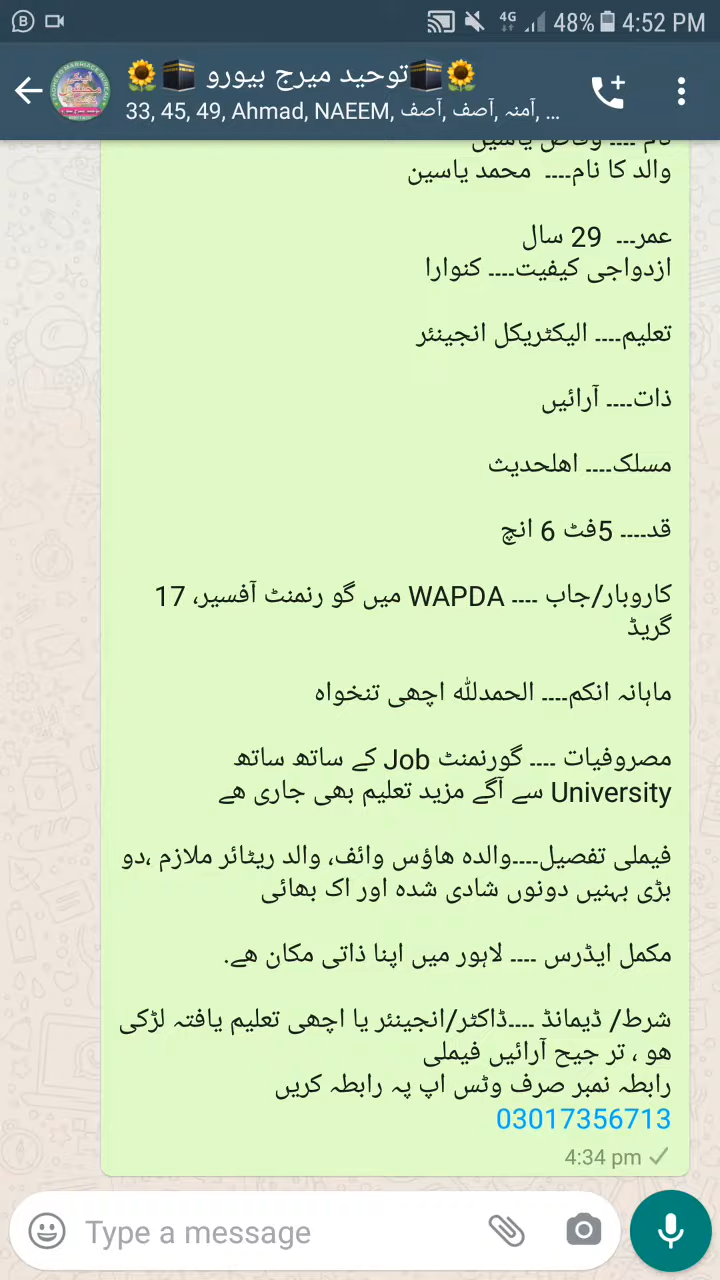 48% 4:52 PM
4G
🌻🕋توحید میرج بیورو 🕋🌻
33, 45, 49, Ahmad, NAEEM, آمنہ, آصف, آصف, ...
نام ---- وقاص یاسین
والد کا نام---- محمد یاسین
عمر--- 29 سال
ازدواجی کیفیت---- کنوارا
تعلیم---- الیکٹریکل انجینئر
ذات---- آرائیں
مسلک---- اھلحدیث
قد---- 5فٹ 6 انچ
کاروبار/جاب ---- WAPDA میں گو رنمنٹ آفسیر، 17
گریڈ
ماہانہ انکم---- الحمدللّٰہ اچھی تنخواہ
مصروفیات ---- گورنمنٹ Job کے ساتھ ساتھ
University سے آگے مزید تعلیم بھی جاری ھے
فیملی تفصیل----والدہ ھاؤس وائف، والد ریٹائر ملازم ،دو
بڑی بہنیں دونوں شادی شدہ اور اک بھائی
مکمل ایڈرس ---- لاہور میں اپنا ذاتی مکان ھے.
شرط/ ڈیمانڈ ----ڈاکٹر/انجینئر یا اچھی تعلیم یافتہ لڑکی
ھو ، تر جیح آرائیں فیملی
رابطہ نمبر صرف وٹس اپ پہ رابطہ کریں
03017356713
4:34 pm
Type a message